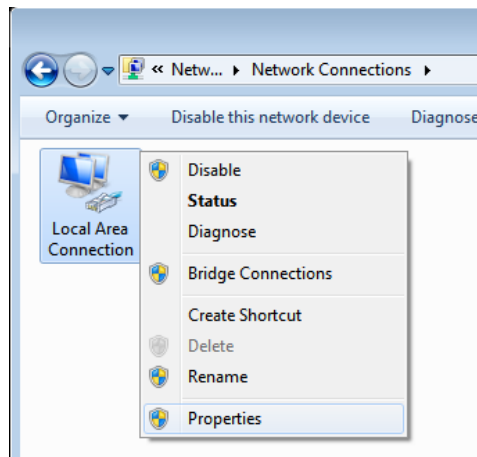 « Netw... ▸ Network Connections ▸
Organize ▾ Disable this network device Diagnose
Local Area
Connection
Disable
Status
Diagnose
Bridge Connections
Create Shortcut
Delete
Rename
Properties